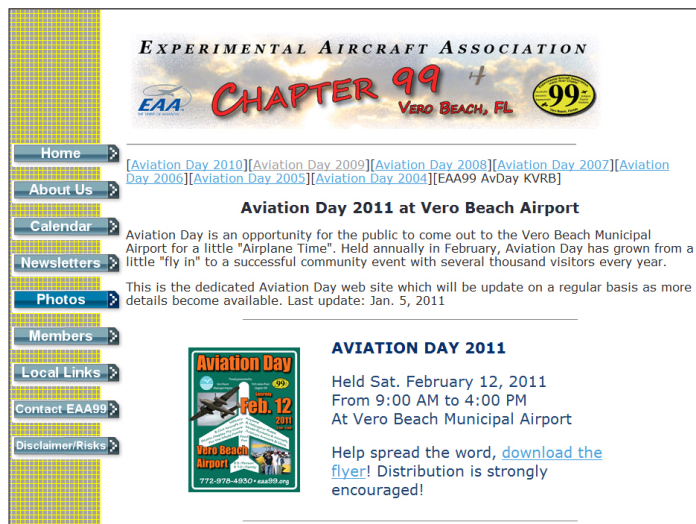 EXPERIMENTAL AIRCRAFT ASSOCIATION
EAA
CHAPTER 99
VERO BEACH, FL
99
Home
About Us
Calendar
Newsletters
Photos
Members
Local Links
Contact EAA99
Disclaimer/Risks
[Aviation Day 2010][Aviation Day 2009][Aviation Day 2008][Aviation Day 2007][Aviation
Day 2006][Aviation Day 2005][Aviation Day 2004][EAA99 AvDay KVRB]
Aviation Day 2011 at Vero Beach Airport
Aviation Day is an opportunity for the public to come out to the Vero Beach Municipal
Airport for a little "Airplane Time". Held annually in February, Aviation Day has grown from a
little "fly in" to a successful community event with several thousand visitors every year.
This is the dedicated Aviation Day web site which will be update on a regular basis as more
details become available. Last update: Jan. 5, 2011
Aviation Day
99
Feb. 12
2011
Vero Beach
Airport
772-978-4930 • eaa99.org
AVIATION DAY 2011
Held Sat. February 12, 2011
From 9:00 AM to 4:00 PM
At Vero Beach Municipal Airport
Help spread the word, download the
flyer! Distribution is strongly
encouraged!